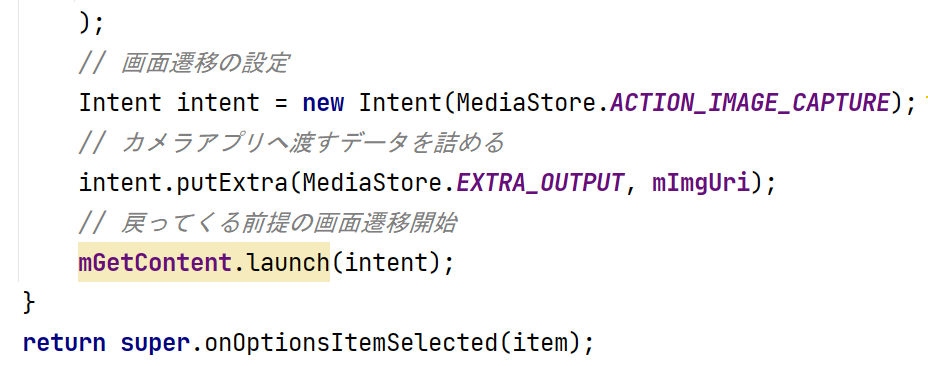 );
// 画面遷移の設定
Intent intent = new Intent(MediaStore.ACTION_IMAGE_CAPTURE);
// カメラアプリへ渡すデータを詰める
intent.putExtra(MediaStore.EXTRA_OUTPUT, mImgUri);
// 戻ってくる前提の画面遷移開始
mGetContent.launch(intent);
}
return super.onOptionsItemSelected(item);